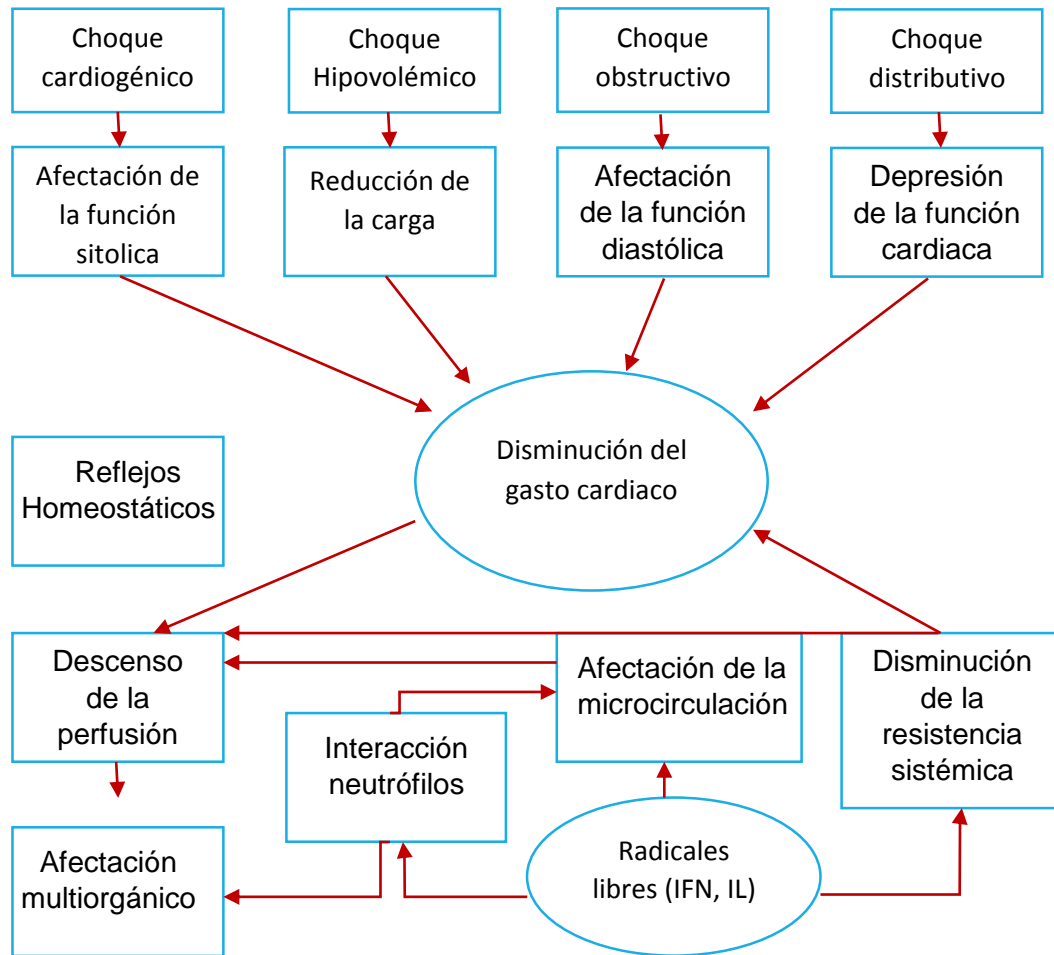 Choque
cardiogénico
Choque
Hipovolémico
Choque
obstructivo
Choque
distributivo
Afectación de
la función
sitolica
Reducción de
la carga
Afectación
de la función
diastólica
Depresión
de la función
cardiaca
Disminución del
gasto cardiaco
Reflejos
Homeostáticos
Descenso
de la
perfusión
Interacción
neutrófilos
Afectación de la
microcirculación
Disminución
de la
resistencia
sistémica
Afectación
multiorgánico
Radicales
libres (IFN, IL)